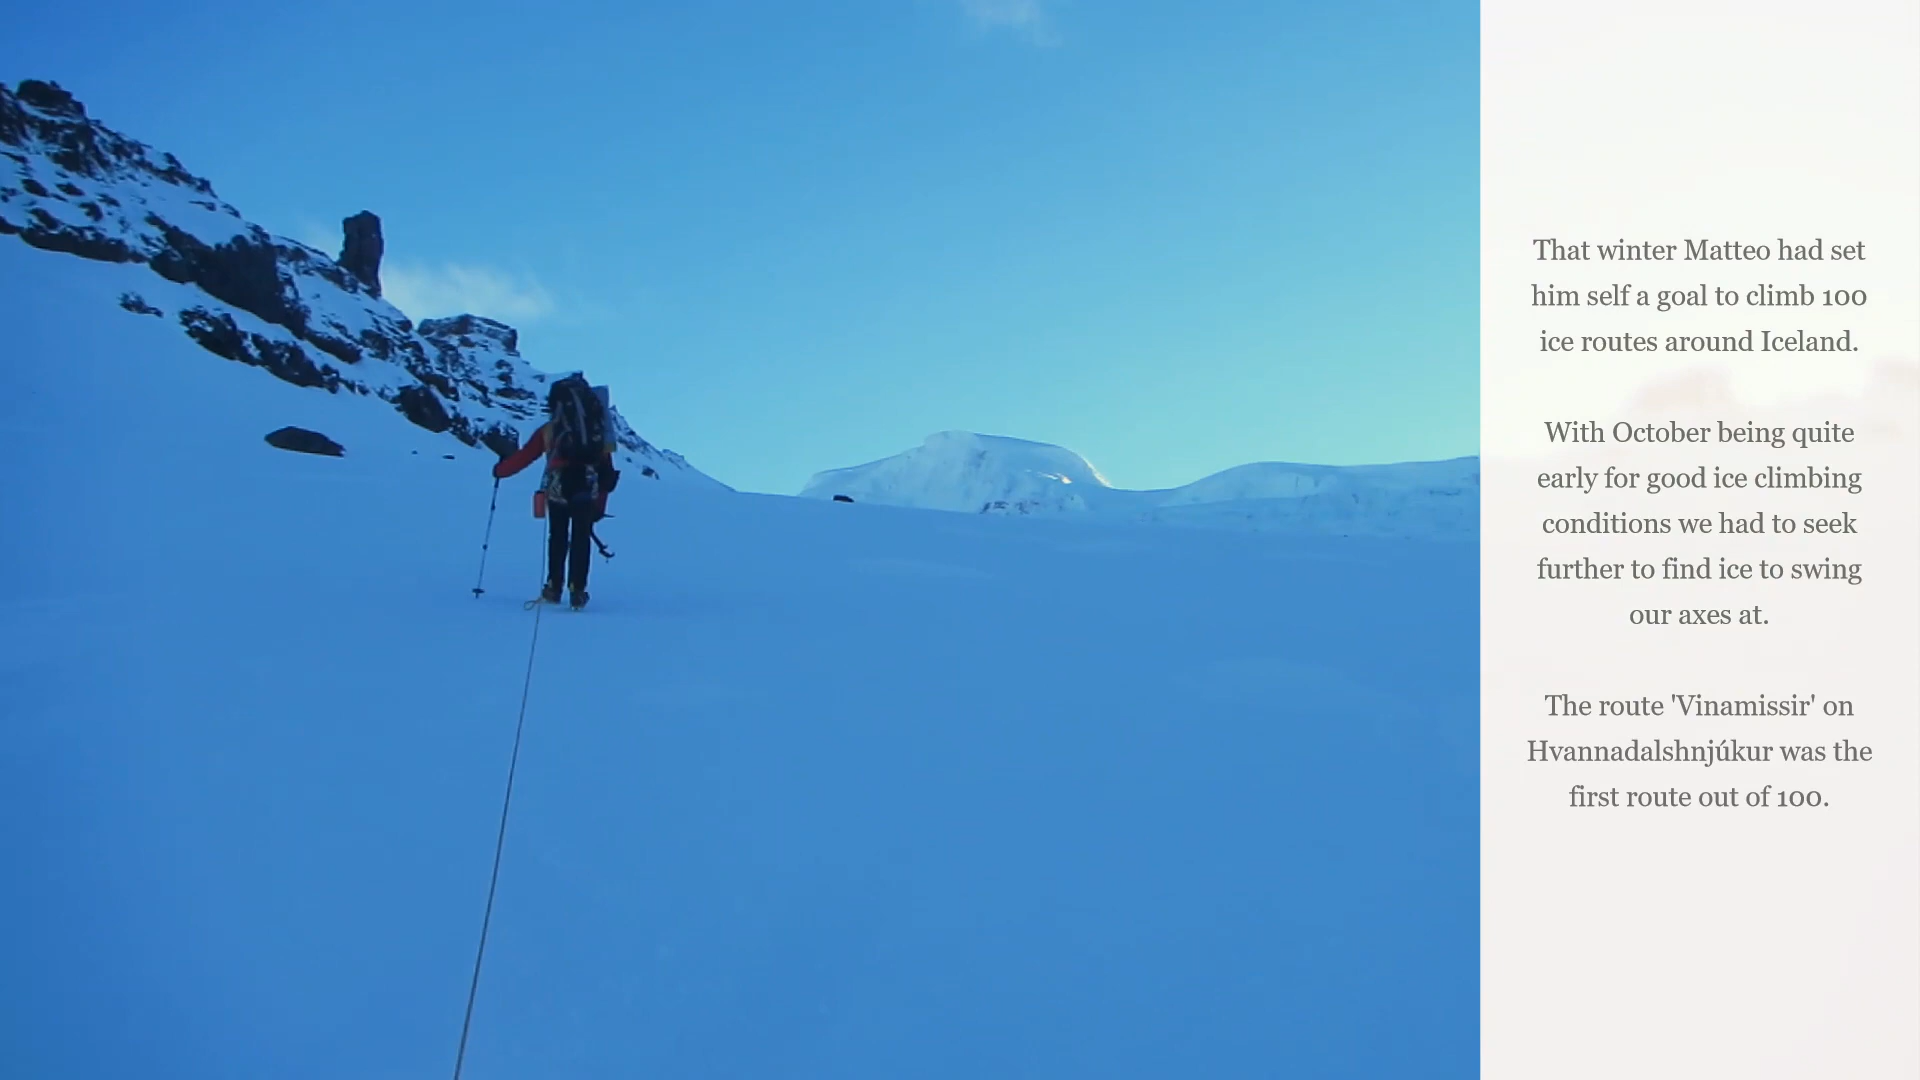 That winter Matteo had set
him self a goal to climb 100
ice routes around Iceland.
With October being quite
early for good ice climbing
conditions we had to seek
further to find ice to swing
our axes at.
The route 'Vinamissir' on
Hvannadalshnjúkur was the
first route out of 100.